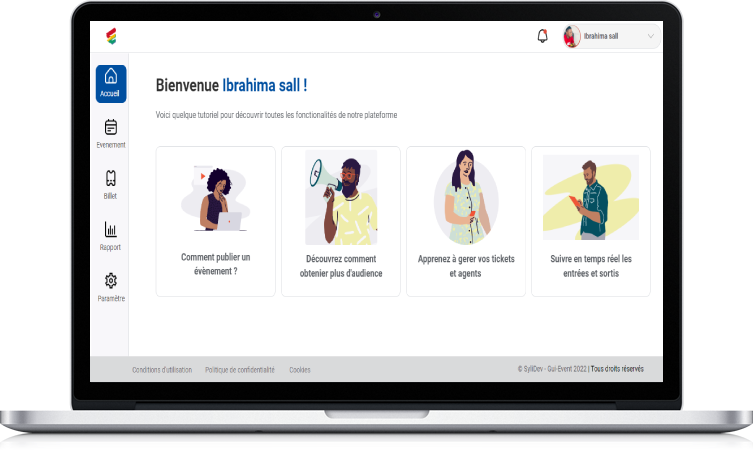 Ibrahima sall
Accueil
Evenement
Billet
Rapport
Paramètre
Bienvenue Ibrahima sall !
Voici quelque tutoriel pour découvrir toutes les fonctionalités de notre plateforme
Comment publier un
évènement ?
Découvrez comment
obtenier plus d'audience
Apprenez à gerer vos tickets
et agents
Suivre en temps réel les
entrées et sortis
Conditions d'utilisation Politique de confidentialité Cookies
© SyliDev - Gui-Event 2022 | Tous droits réservés